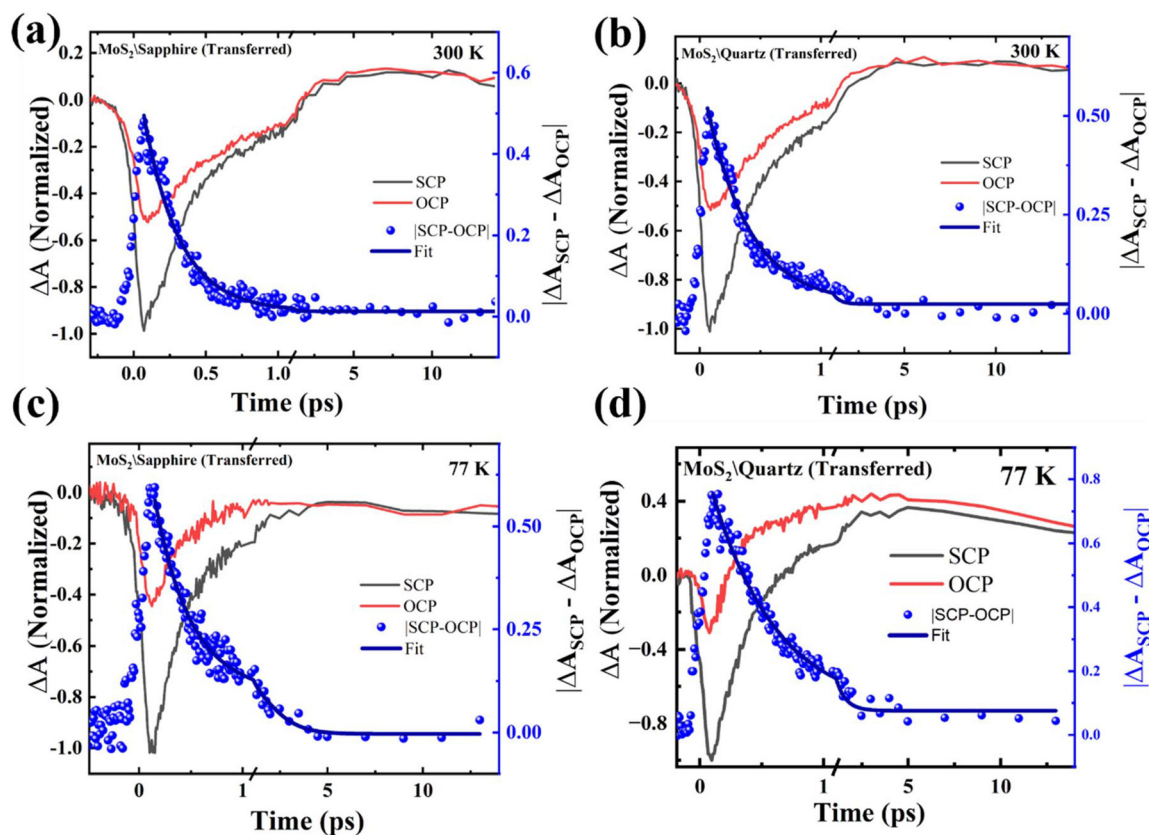 (a)
MoS2\Sapphire (Transferred)
300 K
0.2
0.0
-0.2
-0.4
-0.6
-0.8
-1.0
ΔA (Normalized)
SCP
OCP
|SCP-OCP|
Fit
0.6
0.4
0.2
0.0
|ΔASCP - ΔAOCP|
0.0
0.5
1.0
5
10
Time (ps)
(b)
MoS2\Quartz (Transferred)
300 K
0.2
0.0
-0.2
-0.4
-0.6
-0.8
-1.0
ΔA (Normalized)
SCP
OCP
|SCP-OCP|
Fit
0.50
0.25
0.00
|ΔASCP - ΔAOCP|
0
1
5
10
Time (ps)
(c)
MoS2\Sapphire (Transferred)
77 K
0.0
-0.2
-0.4
-0.6
-0.8
-1.0
ΔA (Normalized)
SCP
OCP
|SCP-OCP|
Fit
0.50
0.25
0.00
|ΔASCP - ΔAOCP|
0
1
5
10
Time (ps)
(d)
MoS2\Quartz (Transferred)
77 K
0.4
0.0
−0.4
−0.8
ΔA (Normalized)
SCP
OCP
|SCP-OCP|
Fit
0.8
0.7
0.5
0.4
0.3
0.1
0.0
|ΔASCP - ΔAOCP|
0
1
5
10
Time (ps)